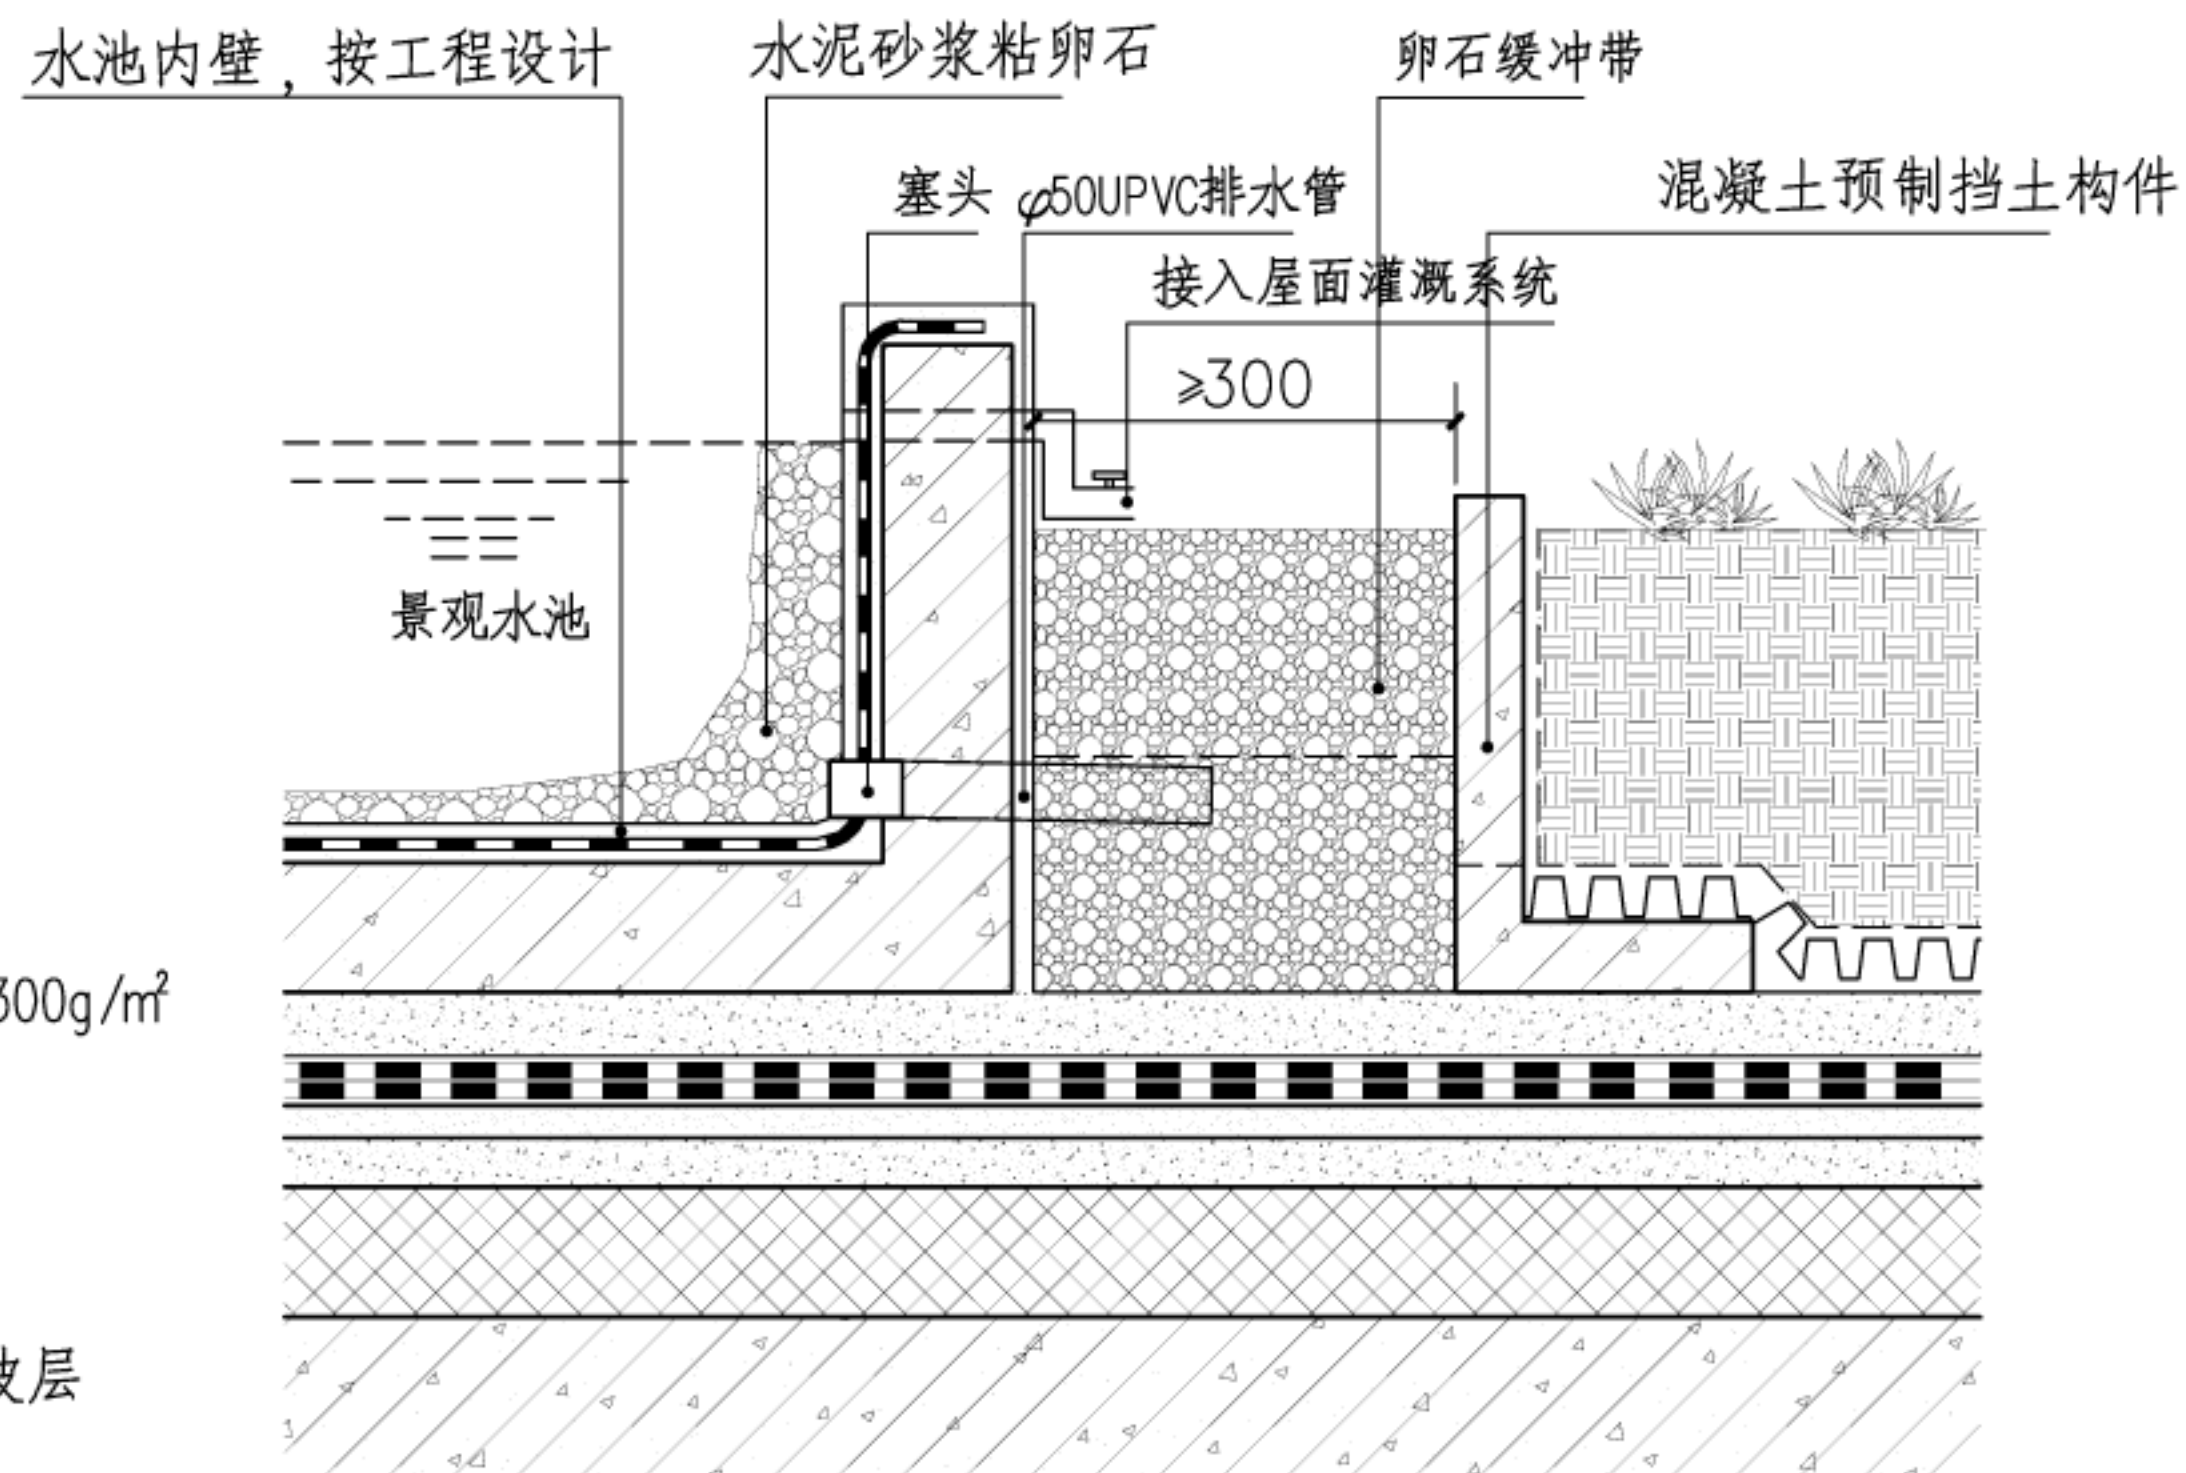 水池内壁，按工程设计
水泥砂浆粘卵石
卵石缓冲带
塞头
φ50UPVC排水管
混凝土预制挡土构件
接入屋面灌溉系统
≥300
景观水池
300g/m²
坡层